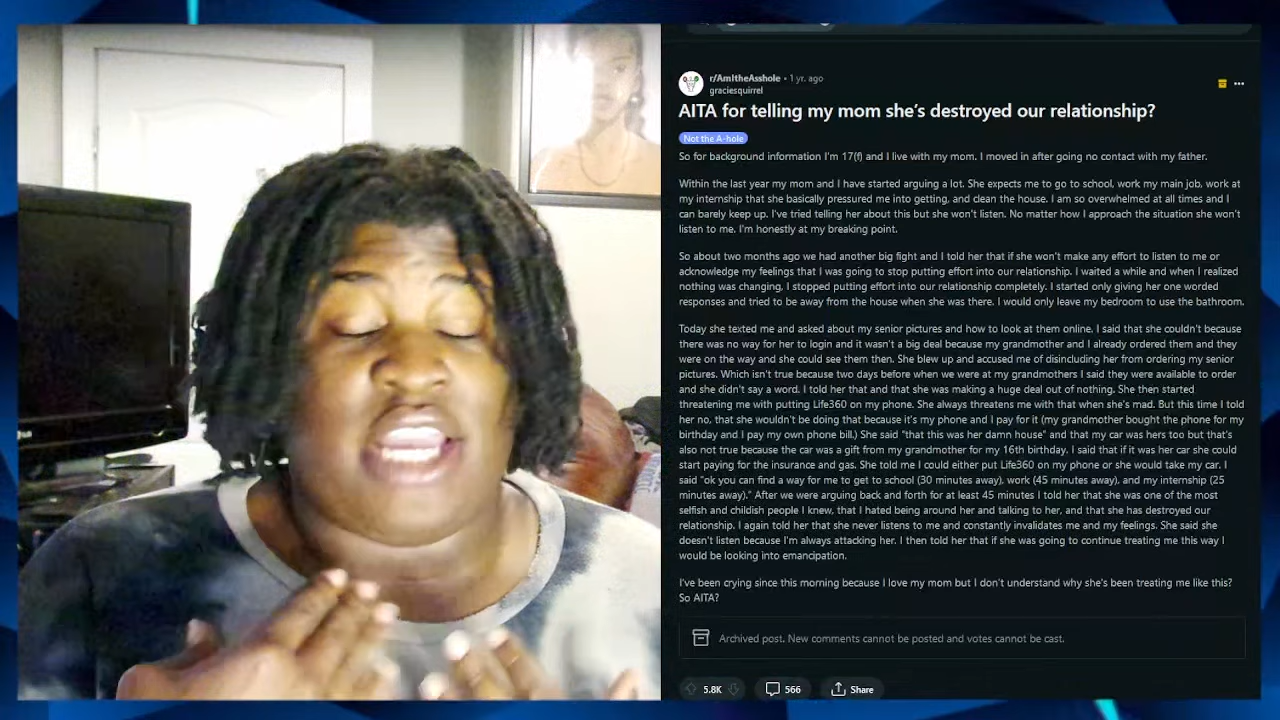 r/AmItheAsshole • 1 yr. ago
graciesquirrel
AITA for telling my mom she's destroyed our relationship?
Not the A-hole
So for background information I'm 17(f) and I live with my mom. I moved in after going no contact with my father.
Within the last year my mom and I have started arguing a lot. She expects me to go to school, work my main job, work at
my internship that she basically pressured me into getting, and clean the house. I am so overwhelmed at all times and I
can barely keep up. I've tried telling her about this but she won't listen. No matter how I approach the situation she won't
listen to me. I'm honestly at my breaking point.
So about two months ago we had another big fight and I told her that if she won't make any effort to listen to me or
acknowledge my feelings that I was going to stop putting effort into our relationship. I waited a while and when I realized
nothing was changing, I stopped putting effort into our relationship completely. I started only giving her one worded
responses and tried to be away from the house when she was there. I would only leave my bedroom to use the bathroom.
Today she texted me and asked about my senior pictures and how to look at them online. I said that she couldn't because
there was no way for her to login and it wasn't a big deal because my grandmother and I already ordered them and they
were on the way and she could see them then. She blew up and accused me of disincluding her from ordering my senior
pictures. Which isn't true because two days before when we were at my grandmothers I said they were available to order
and she didn't say a word. I told her that and that she was making a huge deal out of nothing. She then started
threatening me with putting Life360 on my phone. She always threatens me with that when she's mad. But this time I told
her no, that she wouldn't be doing that because it's my phone and I pay for it (my grandmother bought the phone for my
birthday and I pay my own phone bill.) She said "that this was her damn house" and that my car was hers too but that's
also not true because the car was a gift from my grandmother for my 16th birthday. I said that if it was her car she could
start paying for the insurance and gas. She told me I could either put Life360 on my phone or she would take my car. I
said "ok you can find a way for me to get to school (30 minutes away), work (45 minutes away), and my internship (25
minutes away)." After we were arguing back and forth for at least 45 minutes I told her that she was one of the most
selfish and childish people I knew, that I hated being around her and talking to her, and that she has destroyed our
relationship. I again told her that she never listens to me and constantly invalidates me and my feelings. She said she
doesn't listen because I'm always attacking her. I then told her that if she was going to continue treating me this way I
would be looking into emancipation.
I've been crying since this morning because I love my mom but I don't understand why she's been treating me like this?
So AITA?
Archived post. New comments cannot be posted and votes cannot be cast.
5.8K 566 Share